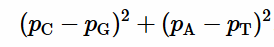 (p_C − p_G)² + (p_A − p_T)²